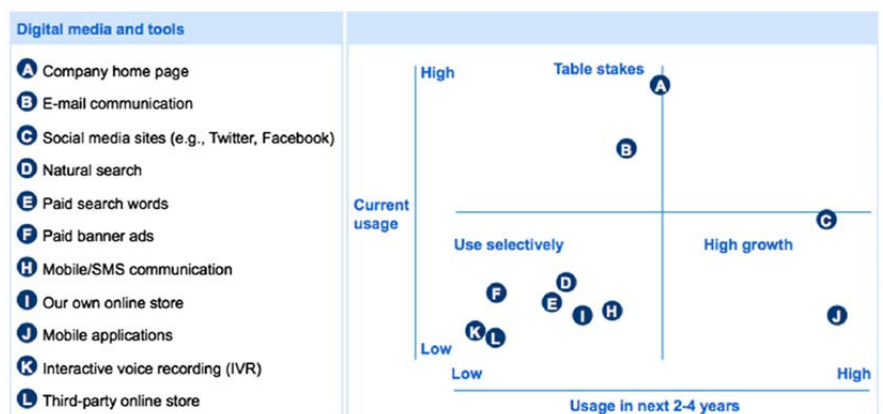 Digital media and tools
A Company home page
B E-mail communication
C Social media sites (e.g., Twitter, Facebook)
D Natural search
E Paid search words
F Paid banner ads
H Mobile/SMS communication
I Our own online store
J Mobile applications
K Interactive voice recording (IVR)
L Third-party online store
High
Table stakes
A
B
Current
usage
C
Use selectively
High growth
D
F
E
I
H
J
K
L
Low
Low
High
Usage in next 2-4 years